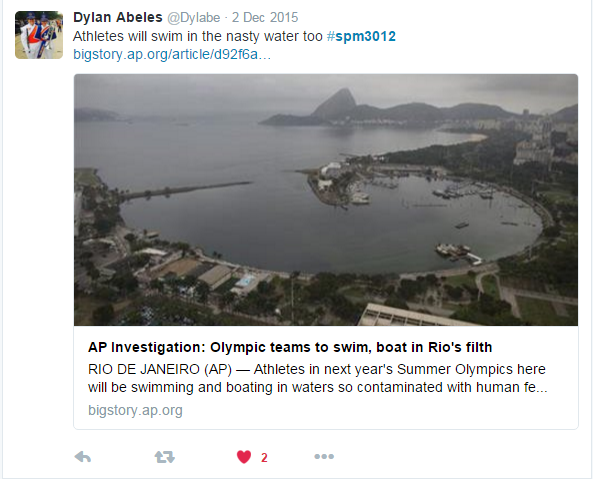 Dylan Abeles @Dylabe · 2 Dec 2015
Athletes will swim in the nasty water too #spm3012
bigstory.ap.org/article/d92f6a…
AP Investigation: Olympic teams to swim, boat in Rio's filth
RIO DE JANEIRO (AP) — Athletes in next year's Summer Olympics here
will be swimming and boating in waters so contaminated with human fe...
bigstory.ap.org
2